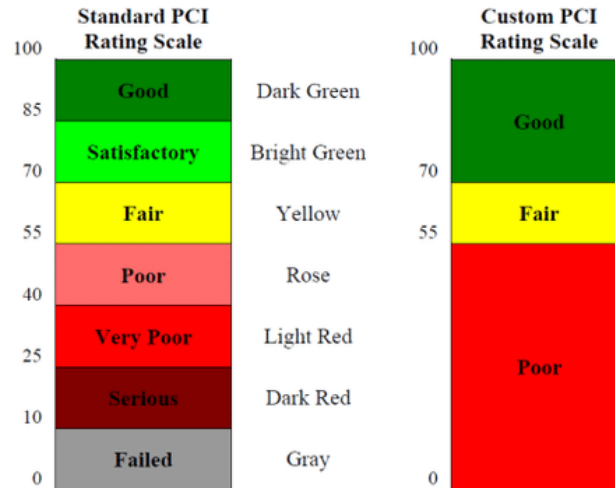 Standard PCI
Rating Scale
Custom PCI
Rating Scale
100
100
Good
Dark Green
Good
85
Satisfactory
Bright Green
70
70
Fair
Yellow
Fair
55
55
Poor
Rose
40
Very Poor
Light Red
Poor
25
Serious
Dark Red
10
Failed
Gray
0
0